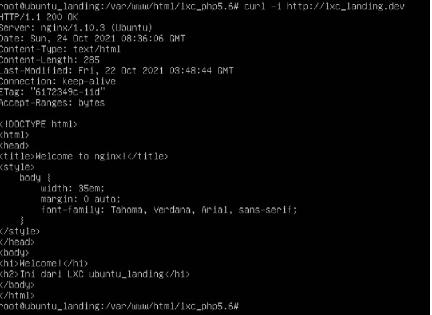 root@ubuntu_landing:/var/www/html/lxc_php5.6# curl -i http://lxc_landing.dev
HTTP/1.1 200 OK
Server: nginx/1.10.3 (Ubuntu)
Date: Sun, 24 Oct 2021 08:36:06 GMT
Content-Type: text/html
Content-Length: 285
Last-Modified: Fri, 22 Oct 2021 03:48:44 GMT
Connection: keep-alive
ETag: "6172349c-11d"
Accept-Ranges: bytes
<!DOCTYPE html>
<html>
<head>
<title>Welcome to nginx!</title>
<style>
body {
width: 35em;
margin: 0 auto;
font-family: Tahoma, Verdana, Arial, sans-serif;
}
</style>
</head>
<body>
<h1>Welcome!</h1>
<h2>Ini dari LXC ubuntu_landing</h1>
</body>
</html>
root@ubuntu_landing:/var/www/html/lxc_php5.6#